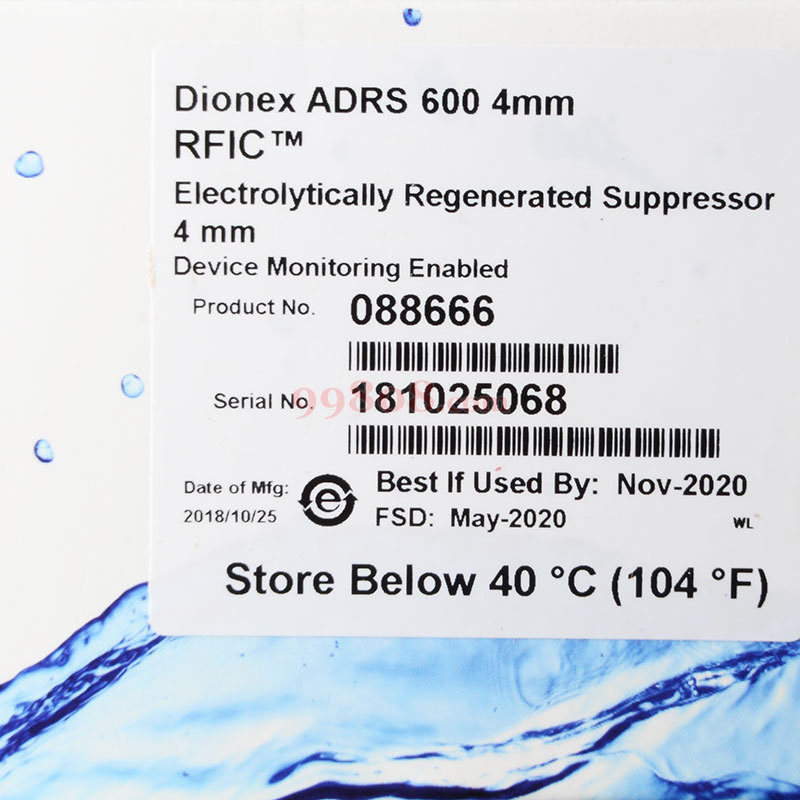 Dionex ADRS 600 4mm
RFIC™
Electrolytically Regenerated Suppressor
4 mm
Device Monitoring Enabled
Product No. 088666
Serial No. 181025068
Date of Mfg:
2018/10/25
e
Best If Used By: Nov-2020
FSD: May-2020
WL
Store Below 40 °C (104 °F)